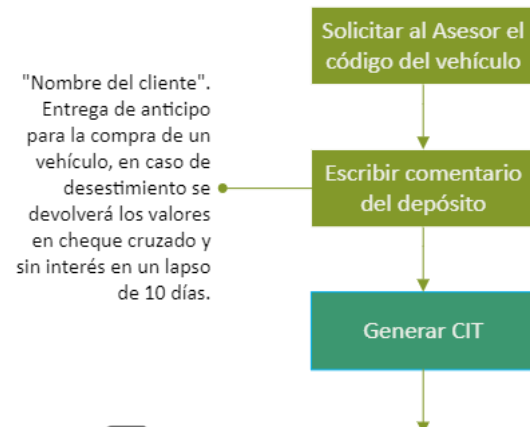 Solicitar al Asesor el
código del vehículo
"Nombre del cliente".
Entrega de anticipo
para la compra de un
vehículo, en caso de
desestimiento se
devolverá los valores
en cheque cruzado y
sin interés en un lapso
de 10 días.
Escribir comentario
del depósito
Generar CIT